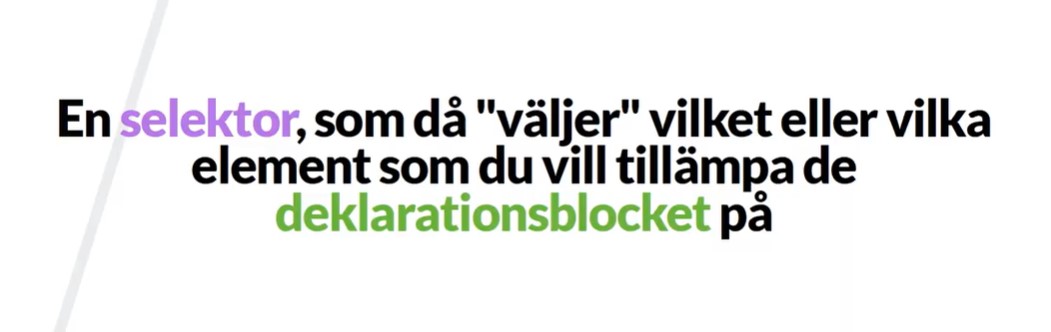 En selektor, som då "väljer" vilket eller vilka
element som du vill tillämpa de
deklarationsblocket på